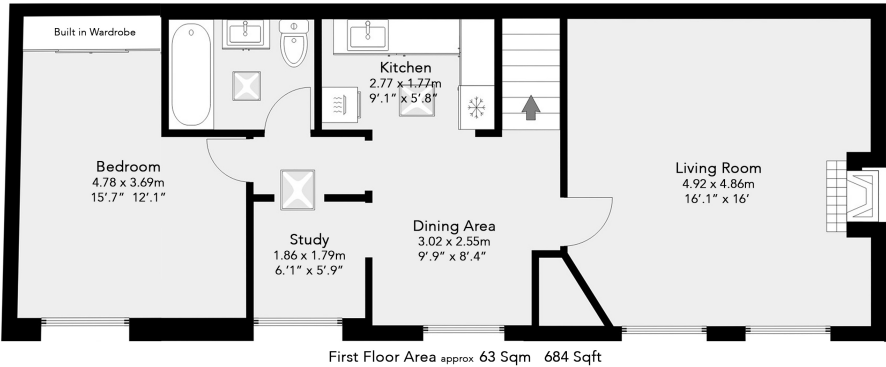 Built in Wardrobe
Kitchen
2.77 x 1.77m
9'.1" x 5'.8"
Bedroom
4.78 x 3.69m
15'.7" 12'.1"
Living Room
4.92 x 4.86m
16'.1" x 16'
Study
1.86 x 1.79m
6.'1" x 5'.9"
Dining Area
3.02 x 2.55m
9'.9" x 8'.4"
First Floor Area approx 63 Sqm 684 Sqft